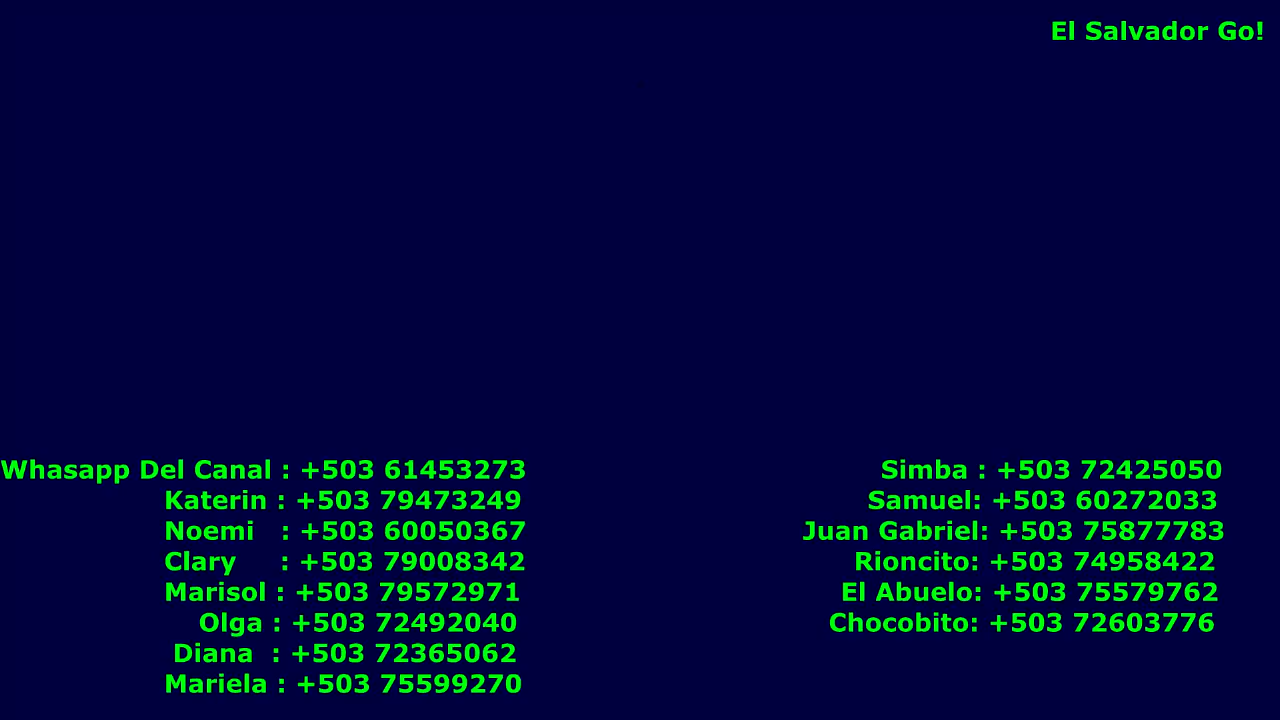 El Salvador Go!
Whasapp Del Canal : +503 61453273
Katerin : +503 79473249
Noemi : +503 60050367
Clary : +503 79008342
Marisol : +503 79572971
Olga : +503 72492040
Diana : +503 72365062
Mariela : +503 75599270
Simba : +503 72425050
Samuel: +503 60272033
Juan Gabriel: +503 75877783
Rioncito: +503 74958422
El Abuelo: +503 75579762
Chocobito: +503 72603776